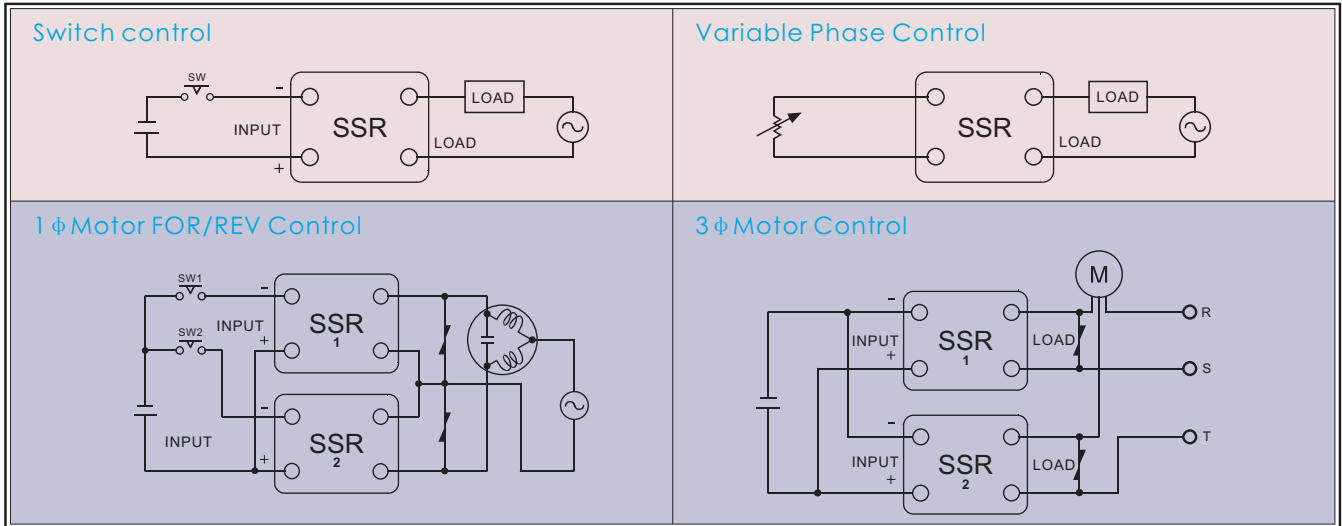 Switch control
SW
-
INPUT
+
SSR
LOAD
LOAD
Variable Phase Control
SSR
LOAD
LOAD
1 ϕ Motor FOR/REV Control
SW1
-
INPUT
+
SSR
1
SW2
-
INPUT
+
SSR
2
3 ϕ Motor Control
M
-
INPUT
+
SSR
1
LOAD
R
S
-
INPUT
+
SSR
2
LOAD
T